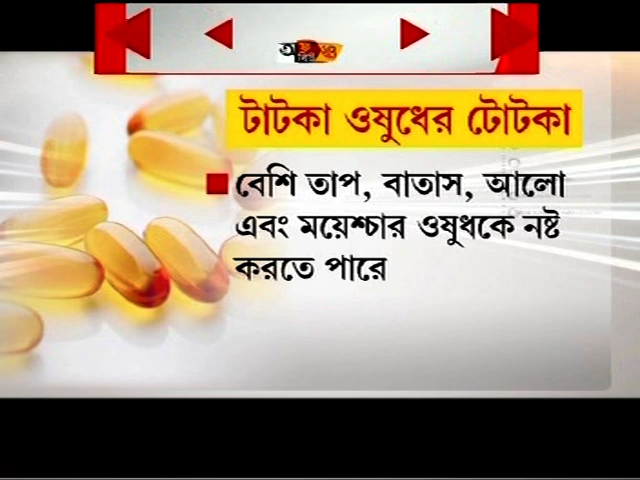 টাটকা ওষুধের টোটকা
বেশি তাপ, বাতাস, আলো
এবং ময়েশ্চার ওষুধকে নষ্ট
করতে পারে